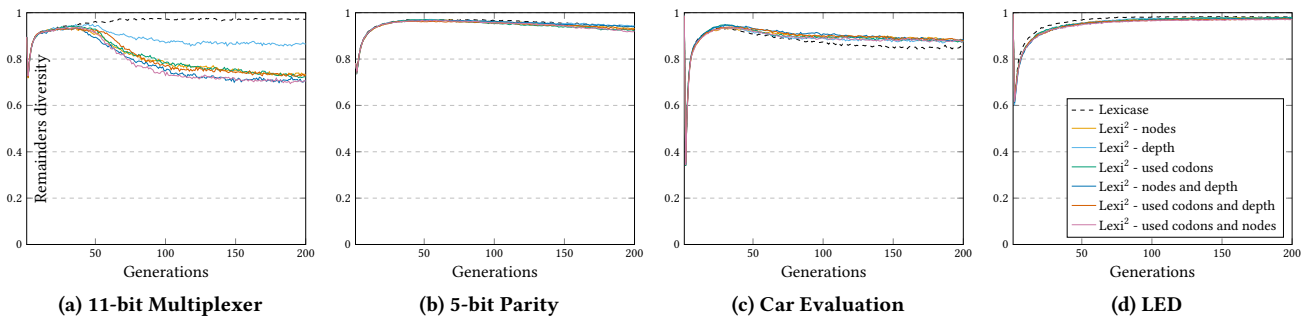 Remainders diversity
1
0.8
0.6
0.4
0.2
0
50 100 150 200
Generations
(a) 11-bit Multiplexer
1
0.8
0.6
0.4
0.2
0
50 100 150 200
Generations
(b) 5-bit Parity
1
0.8
0.6
0.4
0.2
0
50 100 150 200
Generations
(c) Car Evaluation
1
0.8
0.6
0.4
0.2
0
Lexicase
Lexi² - nodes
Lexi² - depth
Lexi² - used codons
Lexi² - nodes and depth
Lexi² - used codons and depth
Lexi² - used codons and nodes
50 100 150 200
Generations
(d) LED